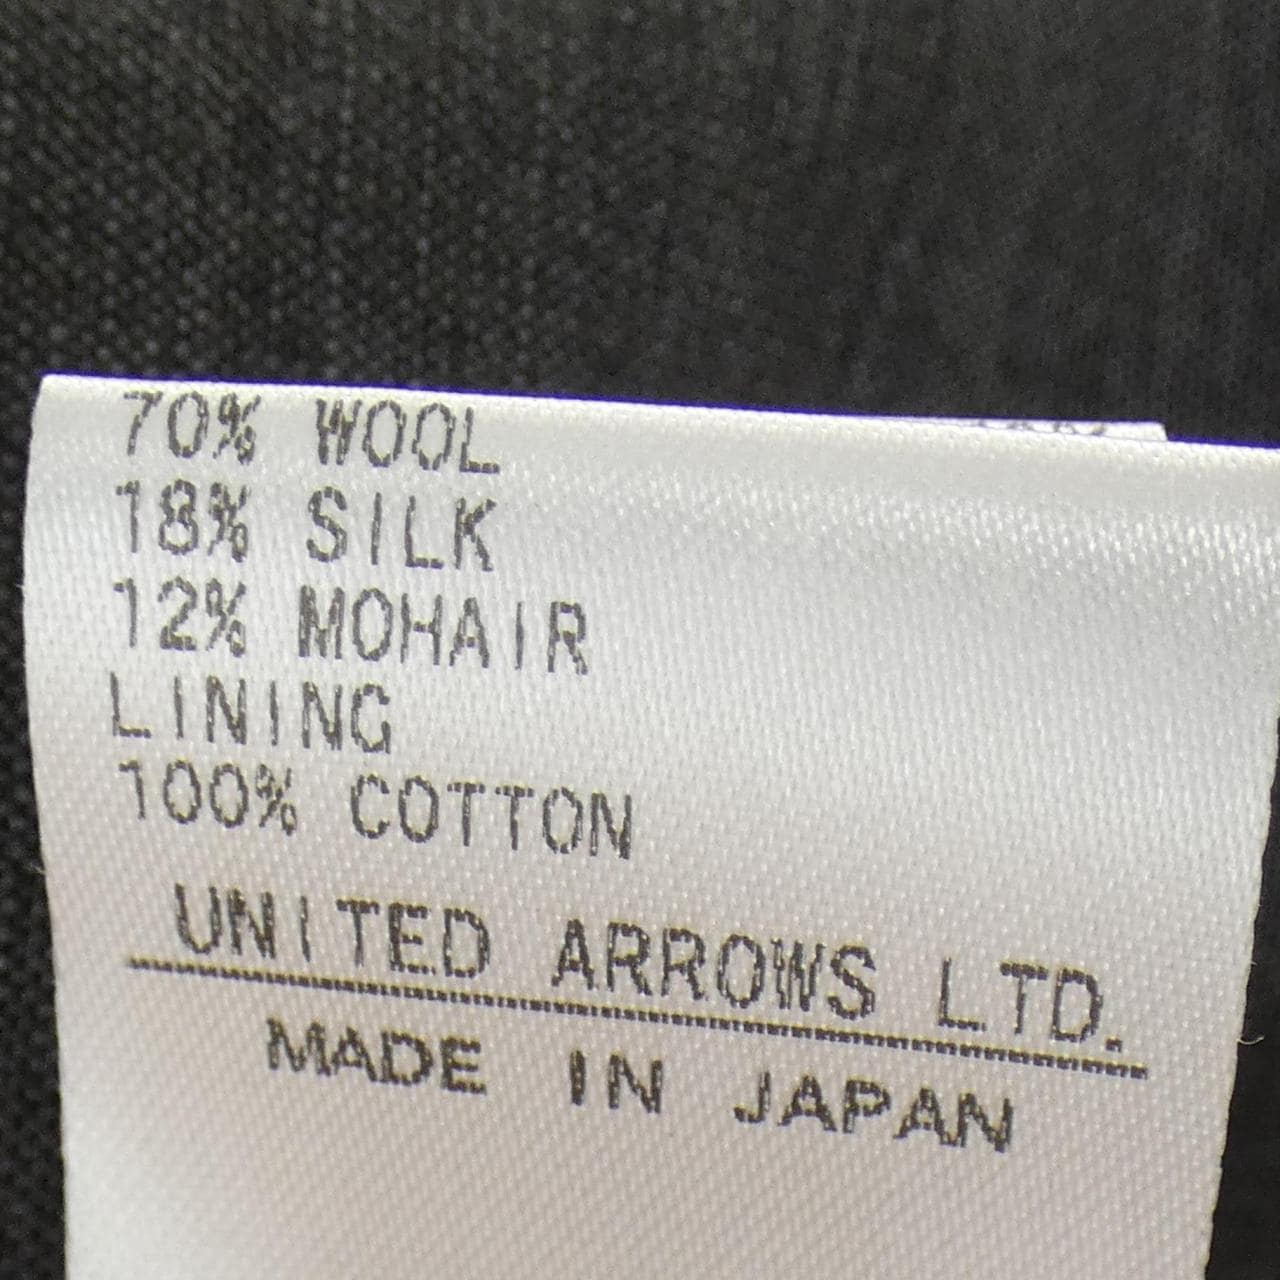 70% WOOL
18% SILK
12% MOHAIR
LINING
100% COTTON
UNITED ARROWS LTD.
MADE IN JAPAN